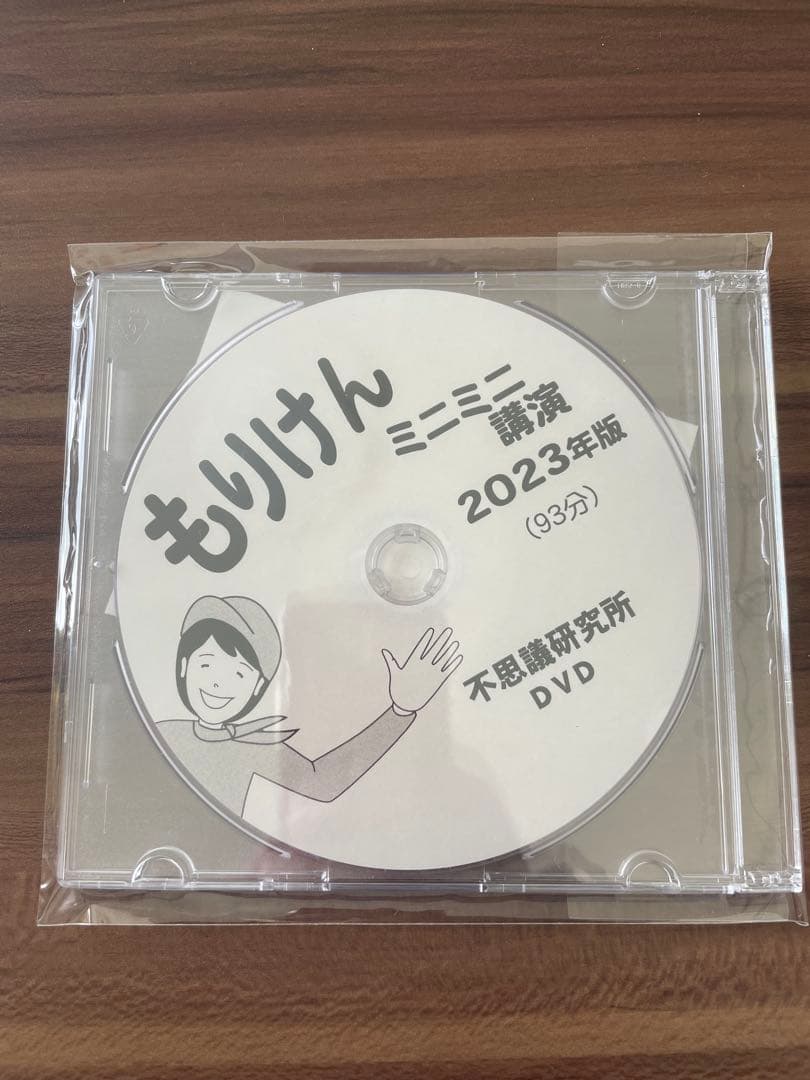 もりけん
ミニミニ
講演
2023年版
(93分)
不思議研究所
DVD